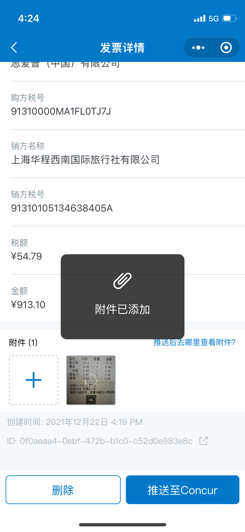 4:24
5G
发票详情
思爱普（中国）有限公司
购方税号
91310000MA1FL0TJ7J
销方名称
上海华程西南国际旅行社有限公司
销方税号
91310105134638405A
税额
¥54.79
附件已添加
金额
¥913.10
附件 (1)
推送后去哪里查看附件?
创建时间: 2021年12月22日 4:19 PM
ID: 0f0aeaa4-0ebf-472b-b1c0-c52d0e983e8c
删除
推送至Concur